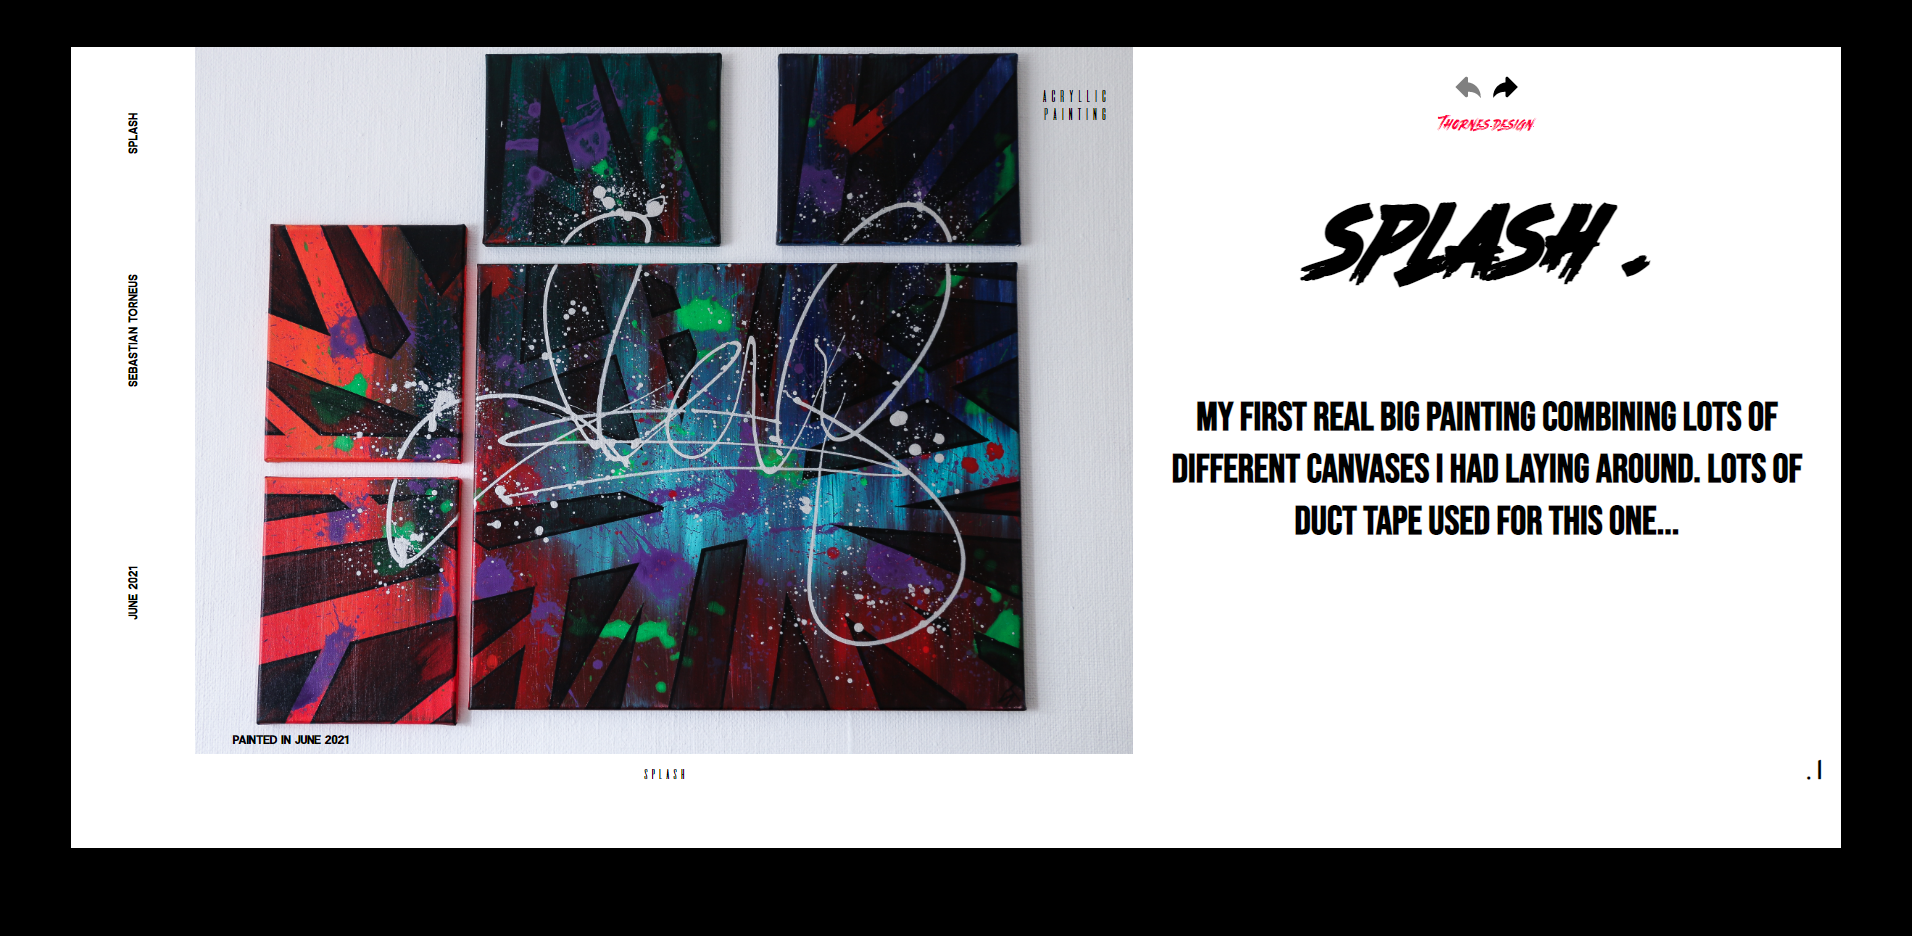 SPLASH
SEBASTIAN TORNEUS
JUNE 2021
ACRYLLIC
PAINTING
PAINTED IN JUNE 2021
SPLASH
THORNES.DESIGN
SPLASH .
MY FIRST REAL BIG PAINTING COMBINING LOTS OF
DIFFERENT CANVASES I HAD LAYING AROUND. LOTS OF
DUCT TAPE USED FOR THIS ONE...
.1